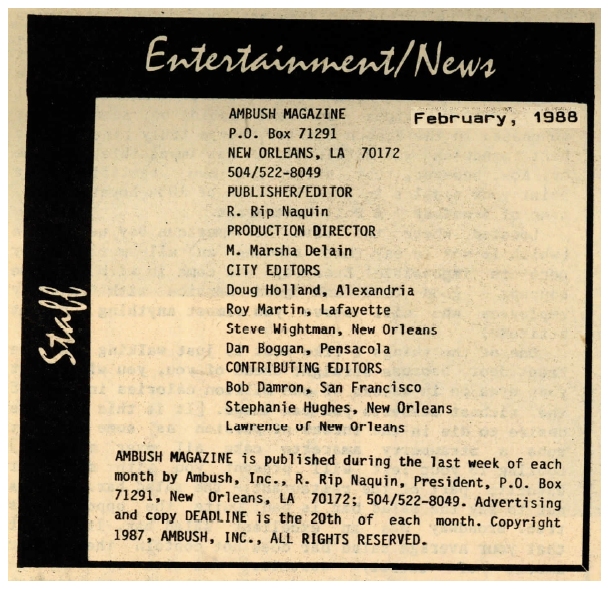 Entertainment/News
Staff
February, 1988
AMBUSH MAGAZINE
P.O. Box 71291
NEW ORLEANS, LA 70172
504/522-8049
PUBLISHER/EDITOR
R. Rip Naquin
PRODUCTION DIRECTOR
M. Marsha Delain
CITY EDITORS
Doug Holland, Alexandria
Roy Martin, Lafayette
Steve Wightman, New Orleans
Dan Boggan, Pensacola
CONTRIBUTING EDITORS
Bob Damron, San Francisco
Stephanie Hughes, New Orleans
Lawrence of New Orleans
AMBUSH MAGAZINE is published during the last week of each
month by Ambush, Inc., R. Rip Naquin, President, P.O. Box
71291, New Orleans, LA 70172; 504/522-8049. Advertising
and copy DEADLINE is the 20th of each month. Copyright
1987, AMBUSH, INC., ALL RIGHTS RESERVED.